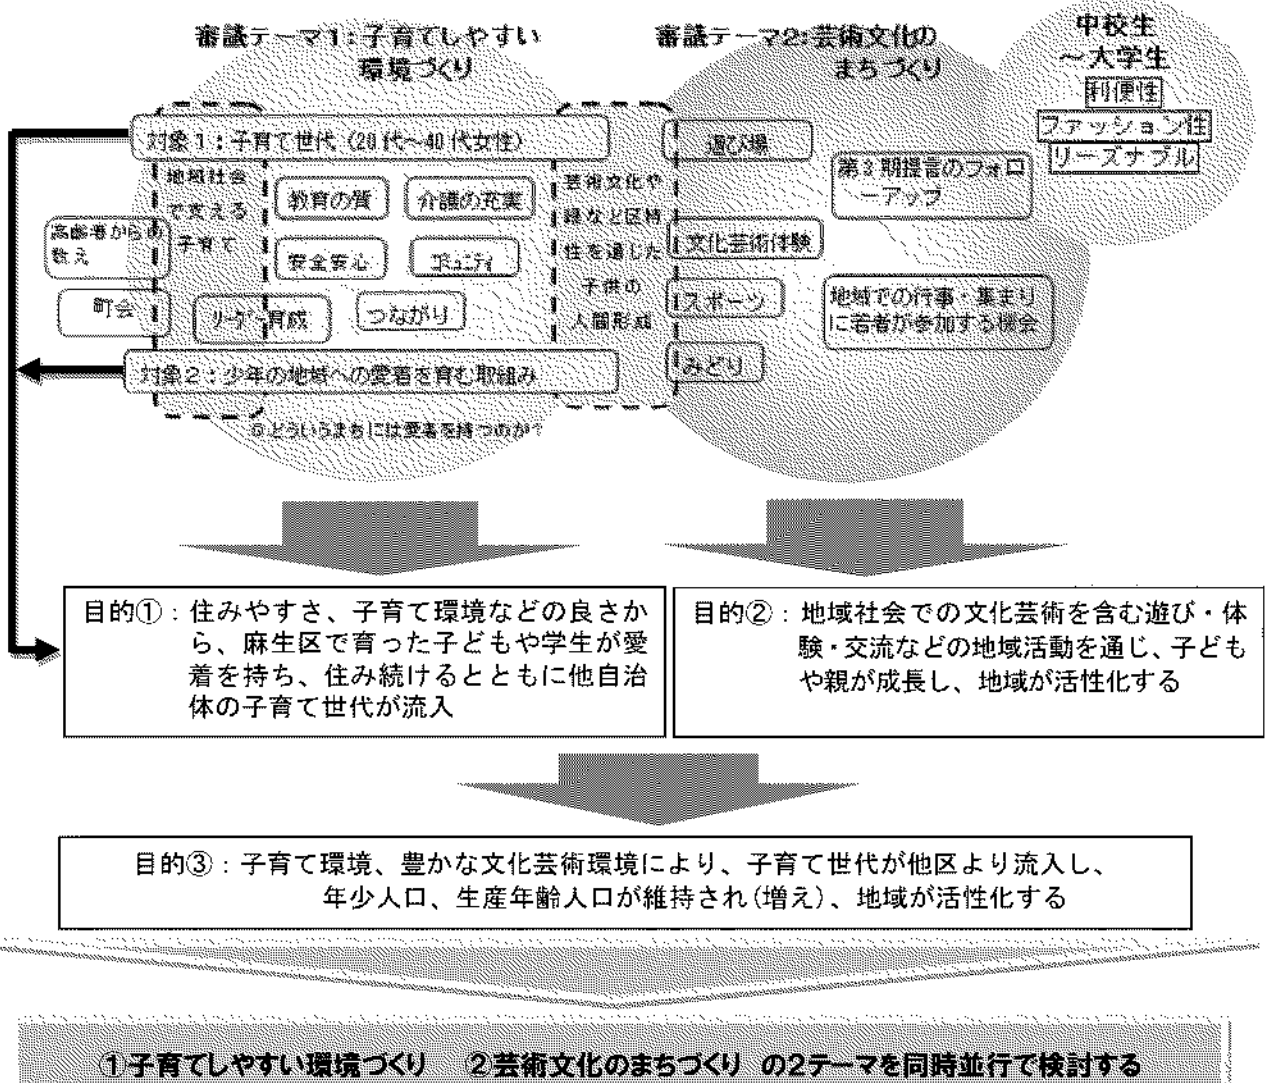 審議テーマ1:子育てしやすい
環境づくり
審議テーマ2:芸術文化の
まちづくり
中校生
～大学生
利便性
ファッション性
リーズナブル
対象1:子育て世代(20代～40代女性)
地域社会
で支える
子育て
教育の質
介護の充実
安全安心
コミュニティ
リーダー育成
つながり
高齢者からの
教え
町会
芸術文化や
緑など区特
性を通じた
子供の
人間形成
遊び場
文化芸術体験
スポーツ
みどり
第3期提言のフォロ
ーアップ
地域での行事・集まり
に若者が参加する機会
対象2:少年の地域への愛着を育む取組み
どういうまちには愛着を持つのか?
目的①:住みやすさ、子育て環境などの良さか
ら、麻生区で育った子どもや学生が愛
着を持ち、住み続けるとともに他自治
体の子育て世代が流入
目的②:地域社会での文化芸術を含む遊び・体
験・交流などの地域活動を通じ、子ども
や親が成長し、地域が活性化する
目的③:子育て環境、豊かな文化芸術環境により、子育て世代が他区より流入し、
年少人口、生産年齢人口が維持され(増え)、地域が活性化する
①子育てしやすい環境づくり ②芸術文化のまちづくり の2テーマを同時並行で検討する